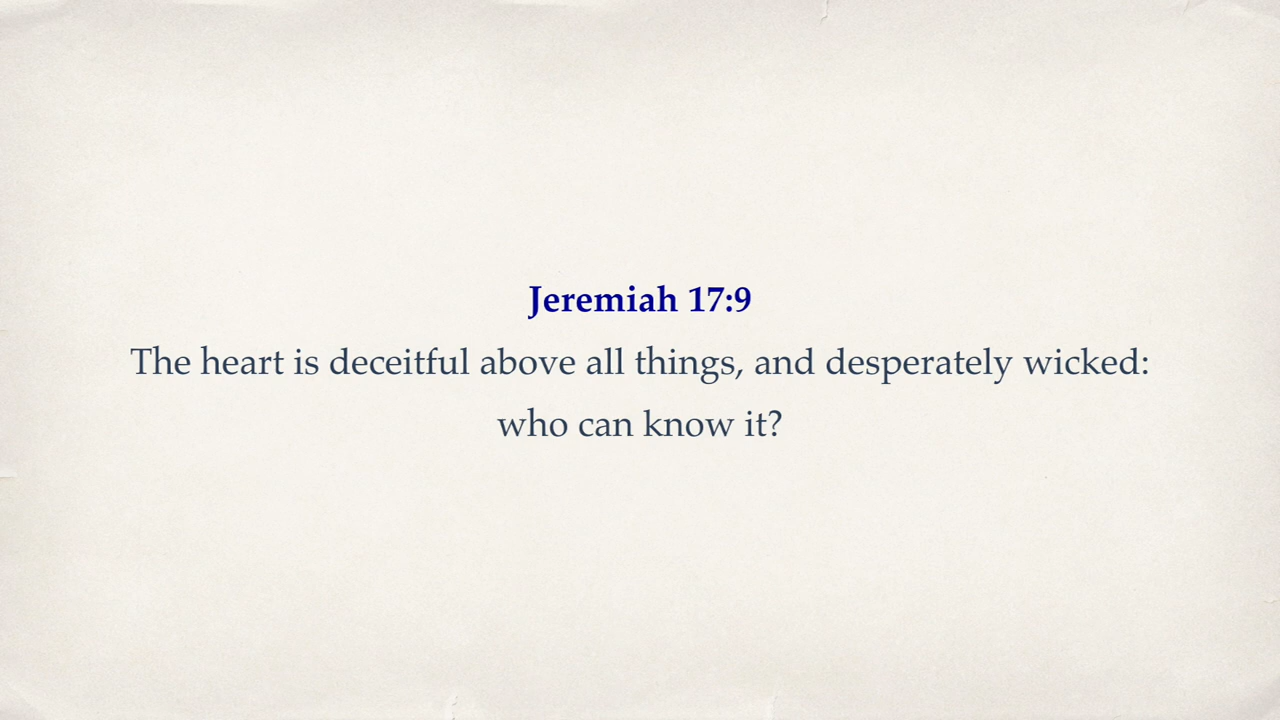 Jeremiah 17:9
The heart is deceitful above all things, and desperately wicked:
who can know it?